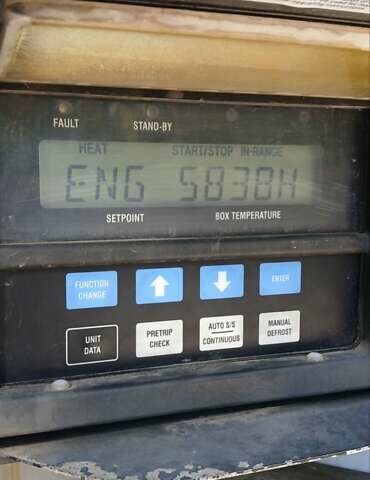 FAULT STAND-BY
HEAT START/STOP IN-RANGE
ENG 5838H
SETPOINT BOX TEMPERATURE
FUNCTION CHANGE
ENTER
UNIT DATA
PRETRIP CHECK
AUTO S/S CONTINUOUS
MANUAL DEFROST